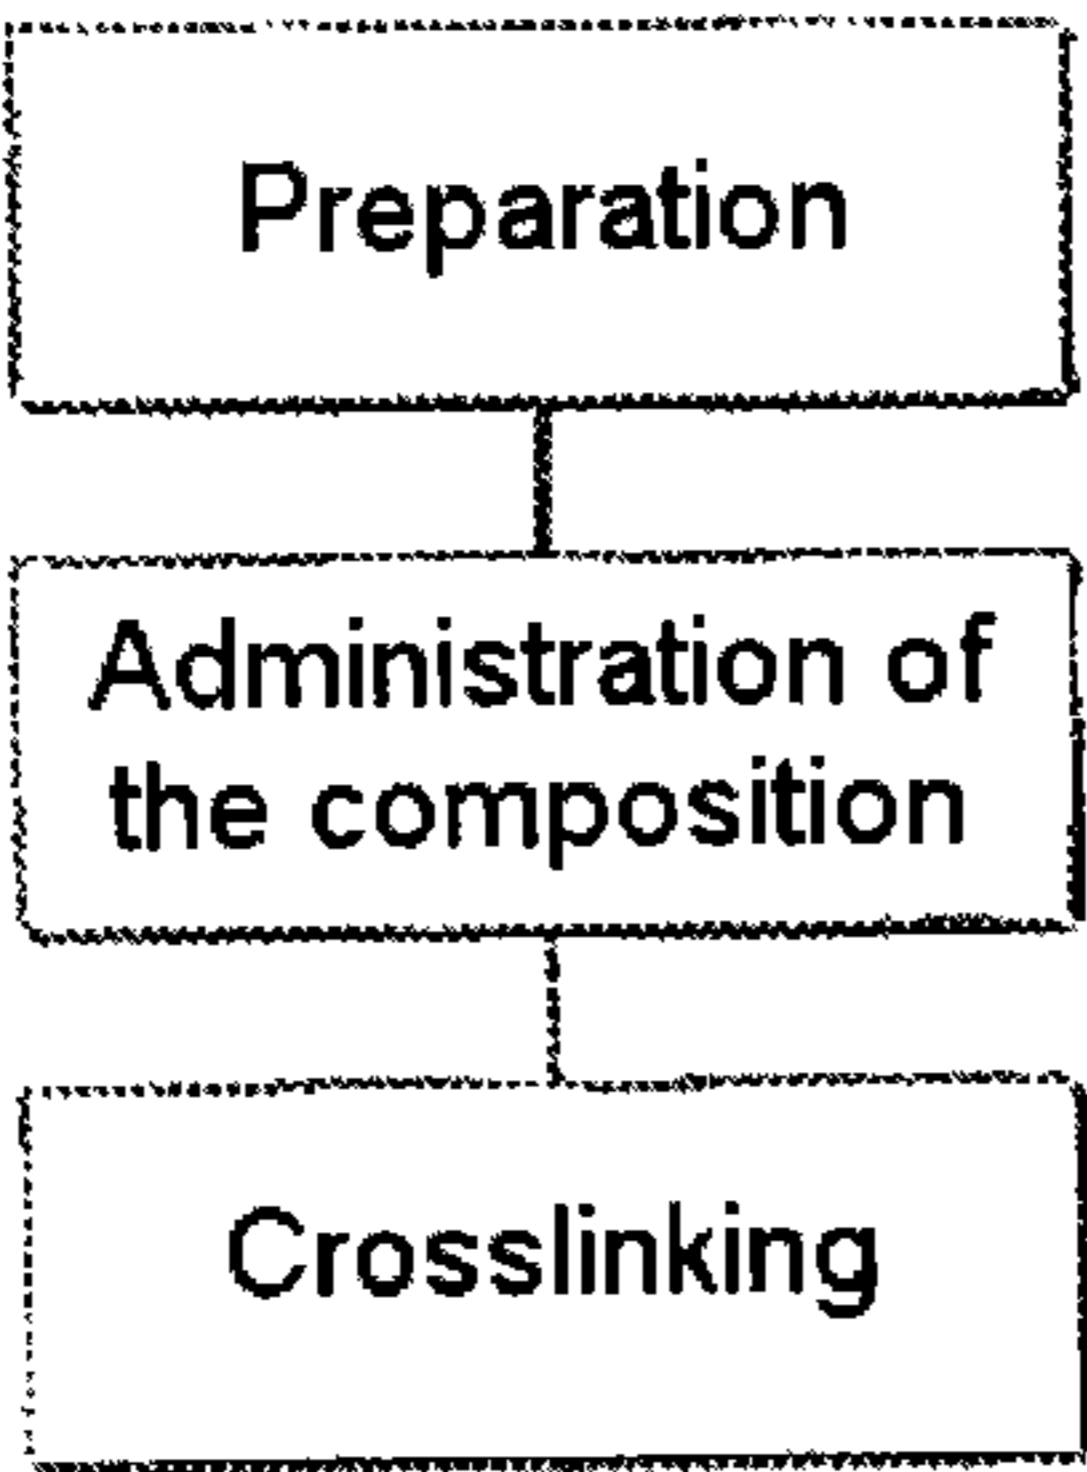 Preparation
Administration of
the composition
Crosslinking